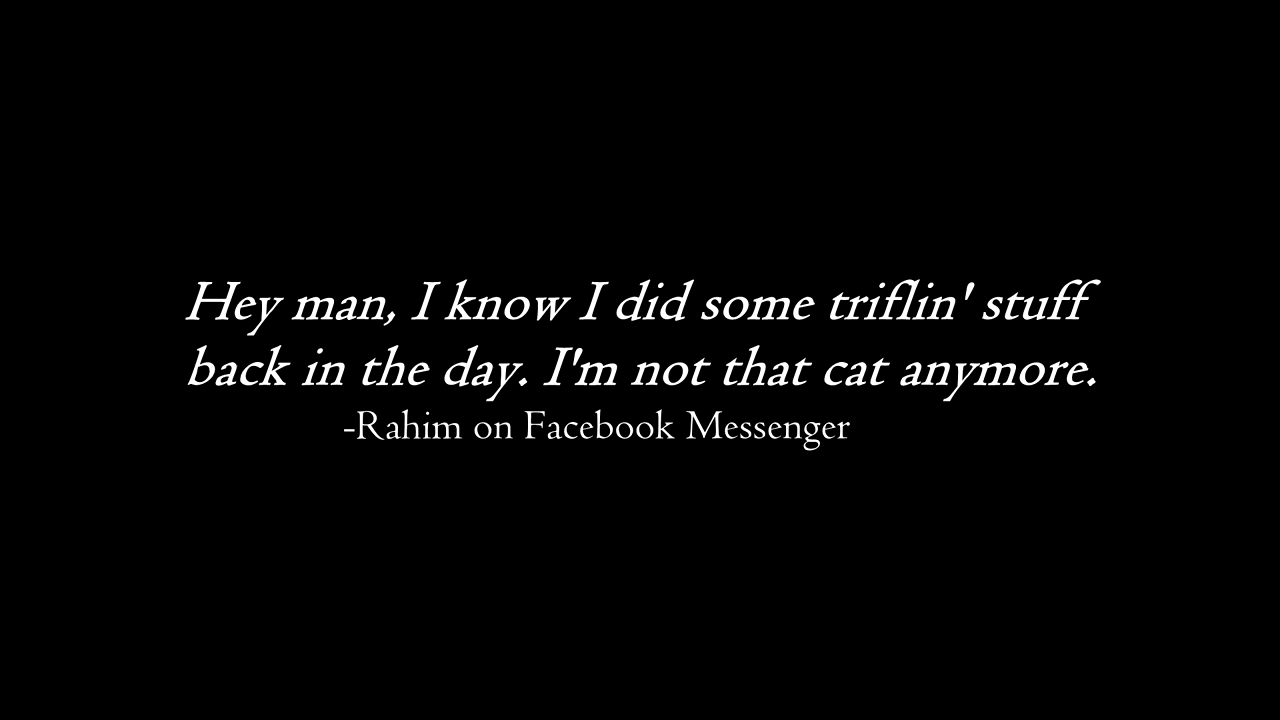 Hey man, I know I did some triflin' stuff
back in the day. I'm not that cat anymore.
-Rahim on Facebook Messenger